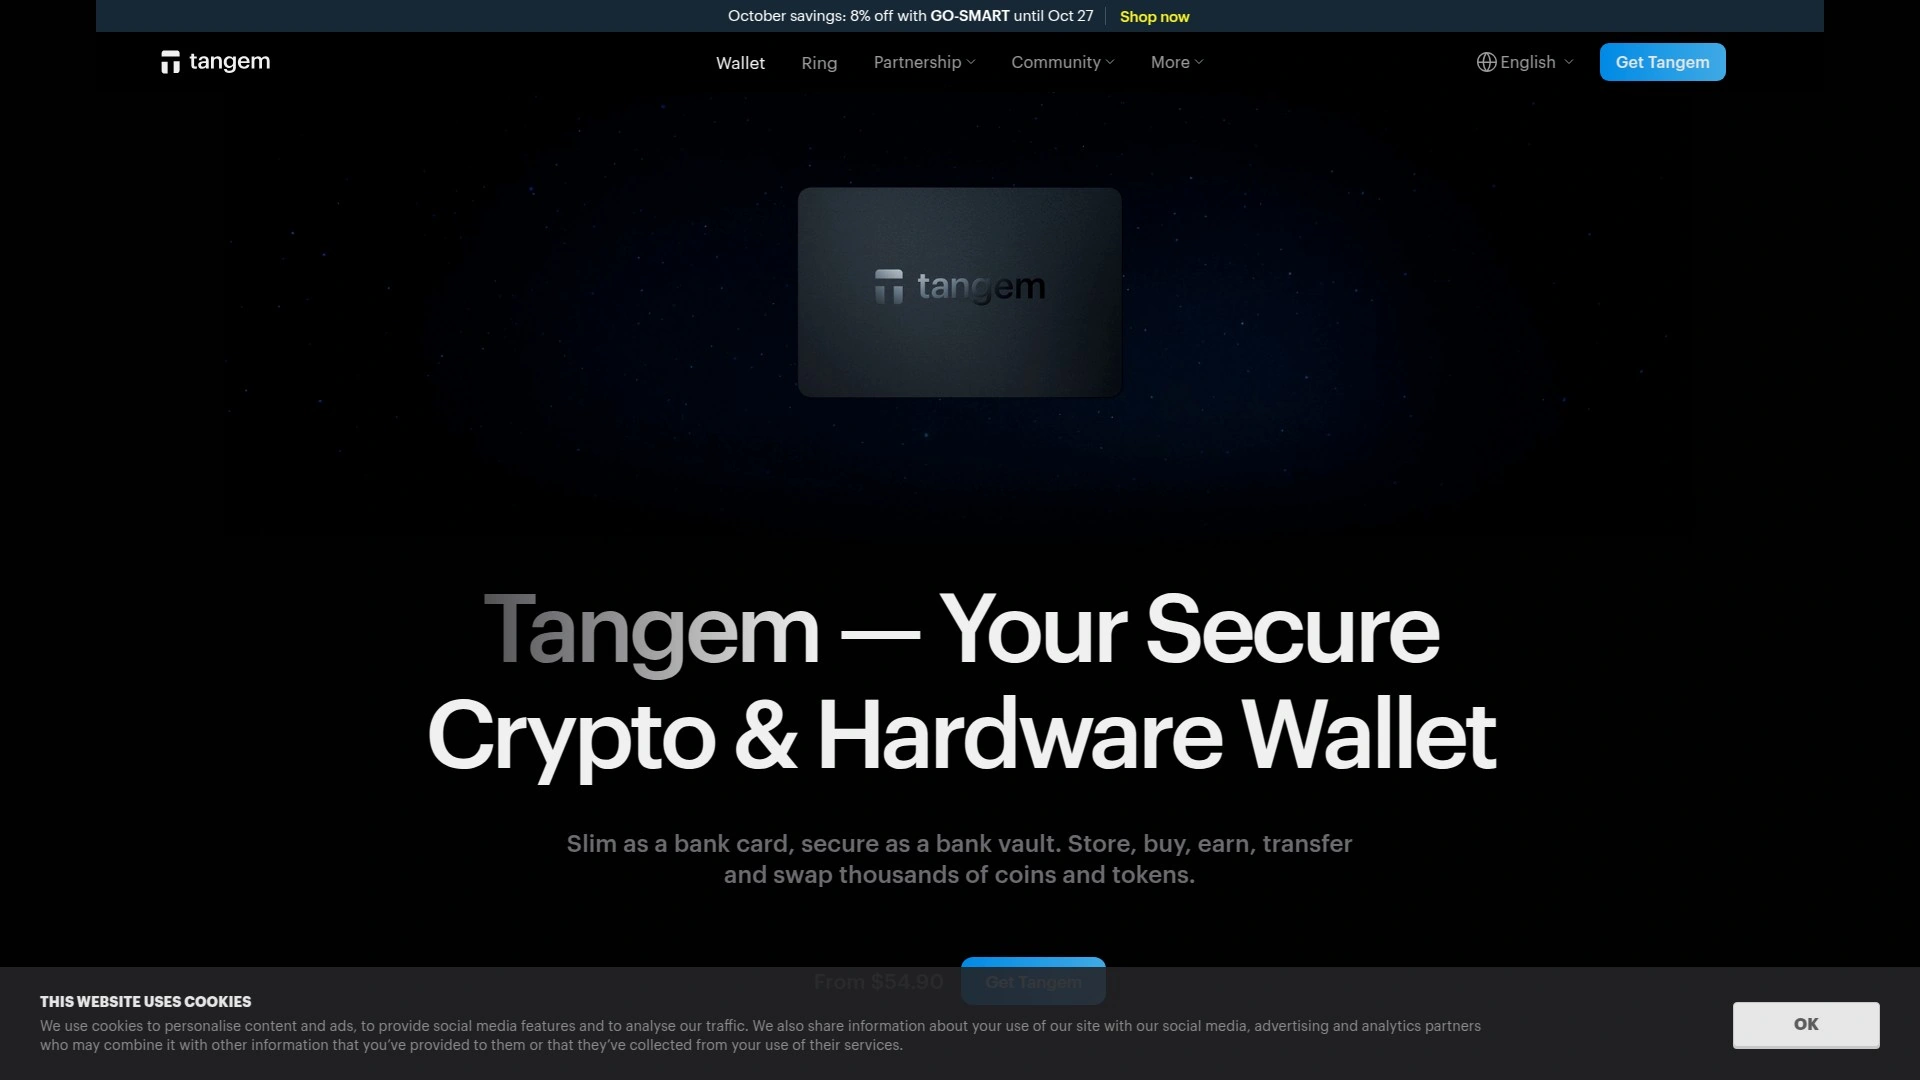 October savings: 8% off with GO-SMART until Oct 27
Shop now
tangem
Wallet
Ring
Partnership
Community
More
English
Get Tangem
tangem
Tangem — Your Secure
Crypto & Hardware Wallet
Slim as a bank card, secure as a bank vault. Store, buy, earn, transfer
and swap thousands of coins and tokens.
From $54.90
Get Tangem
THIS WEBSITE USES COOKIES
We use cookies to personalise content and ads, to provide social media features and to analyse our traffic. We also share information about your use of our site with our social media, advertising and analytics partners
who may combine it with other information that you’ve provided to them or that they’ve collected from your use of their services.
OK